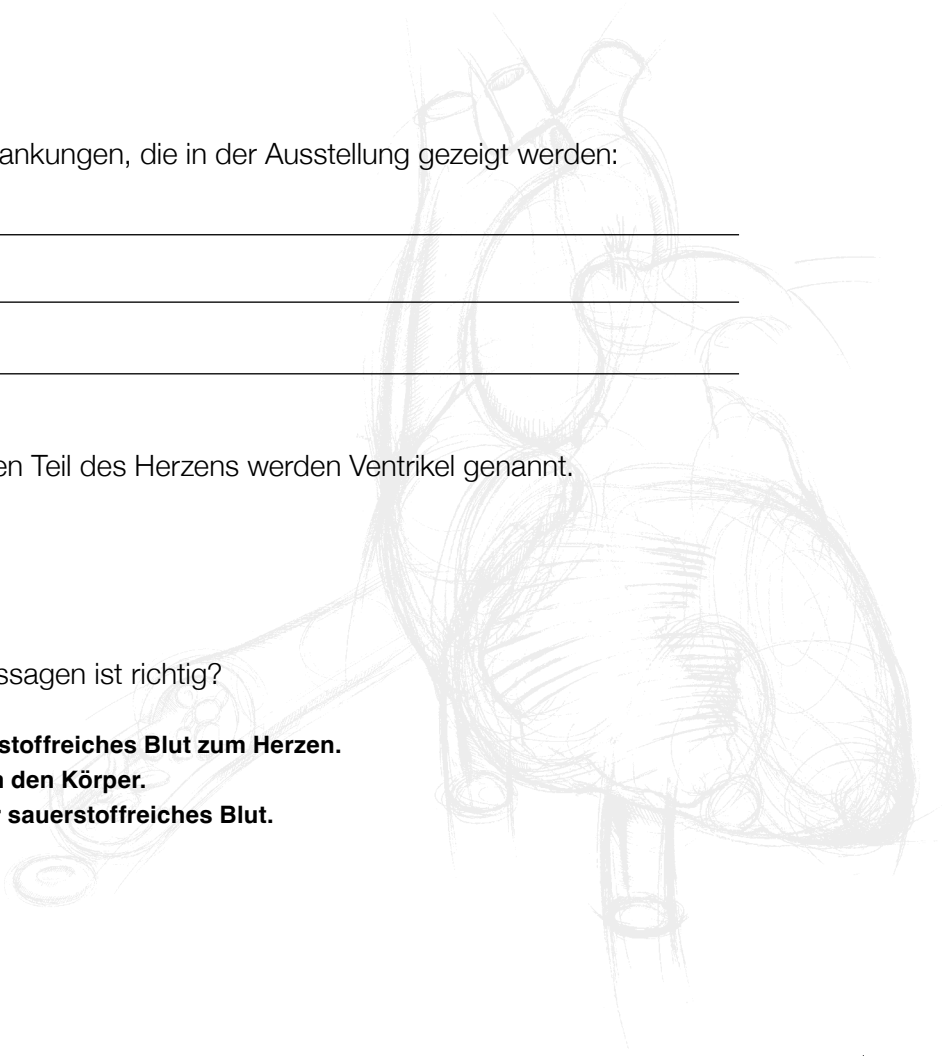 ankungen, die in der Ausstellung gezeigt werden:
en Teil des Herzens werden Ventrikel genannt.
ssagen ist richtig?
stoffreiches Blut zum Herzen.
n den Körper.
r sauerstoffreiches Blut.